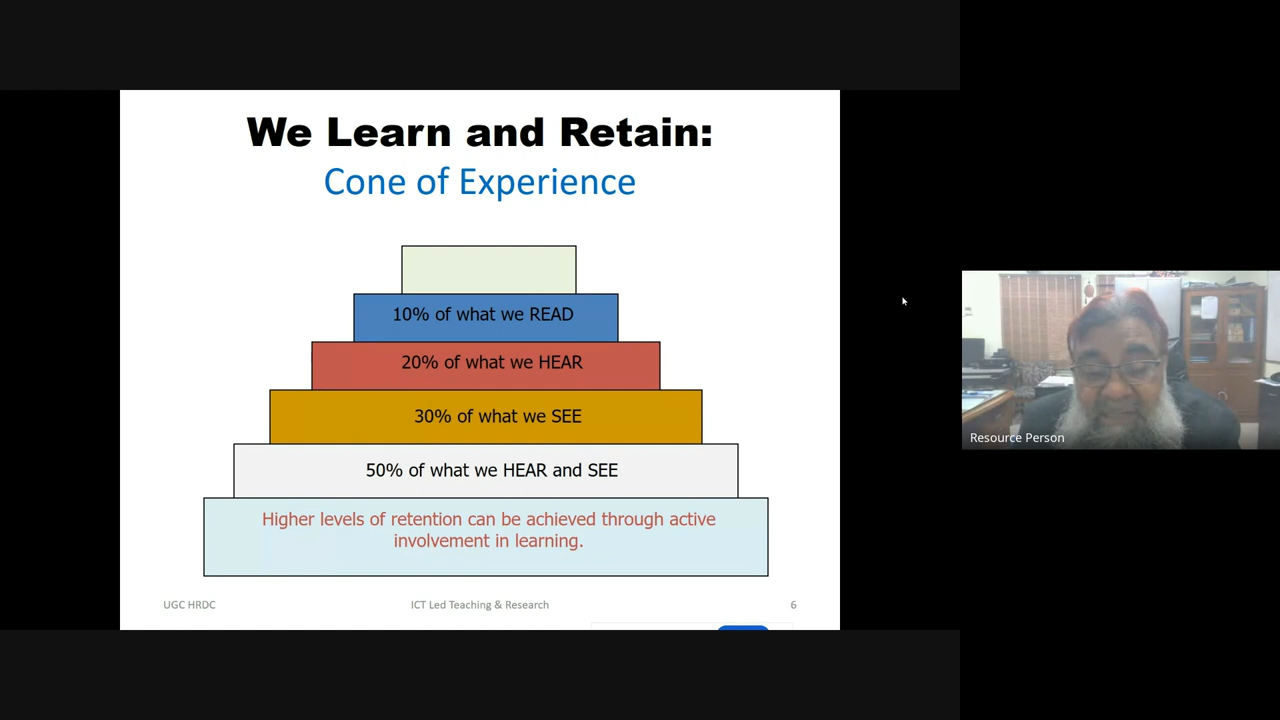 We Learn and Retain:
Cone of Experience
10% of what we READ
20% of what we HEAR
30% of what we SEE
50% of what we HEAR and SEE
Higher levels of retention can be achieved through active
involvement in learning.
UGC HRDC
ICT Led Teaching & Research
6
Resource Person